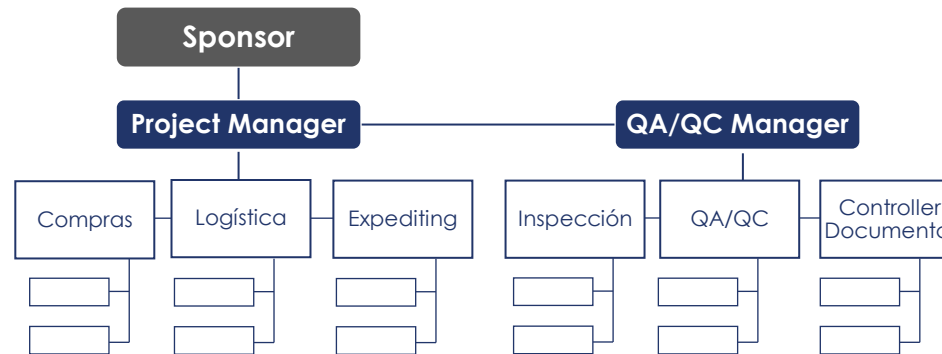 Sponsor
Project Manager
QA/QC Manager
Compras
Logística
Expediting
Inspección
QA/QC
Controller